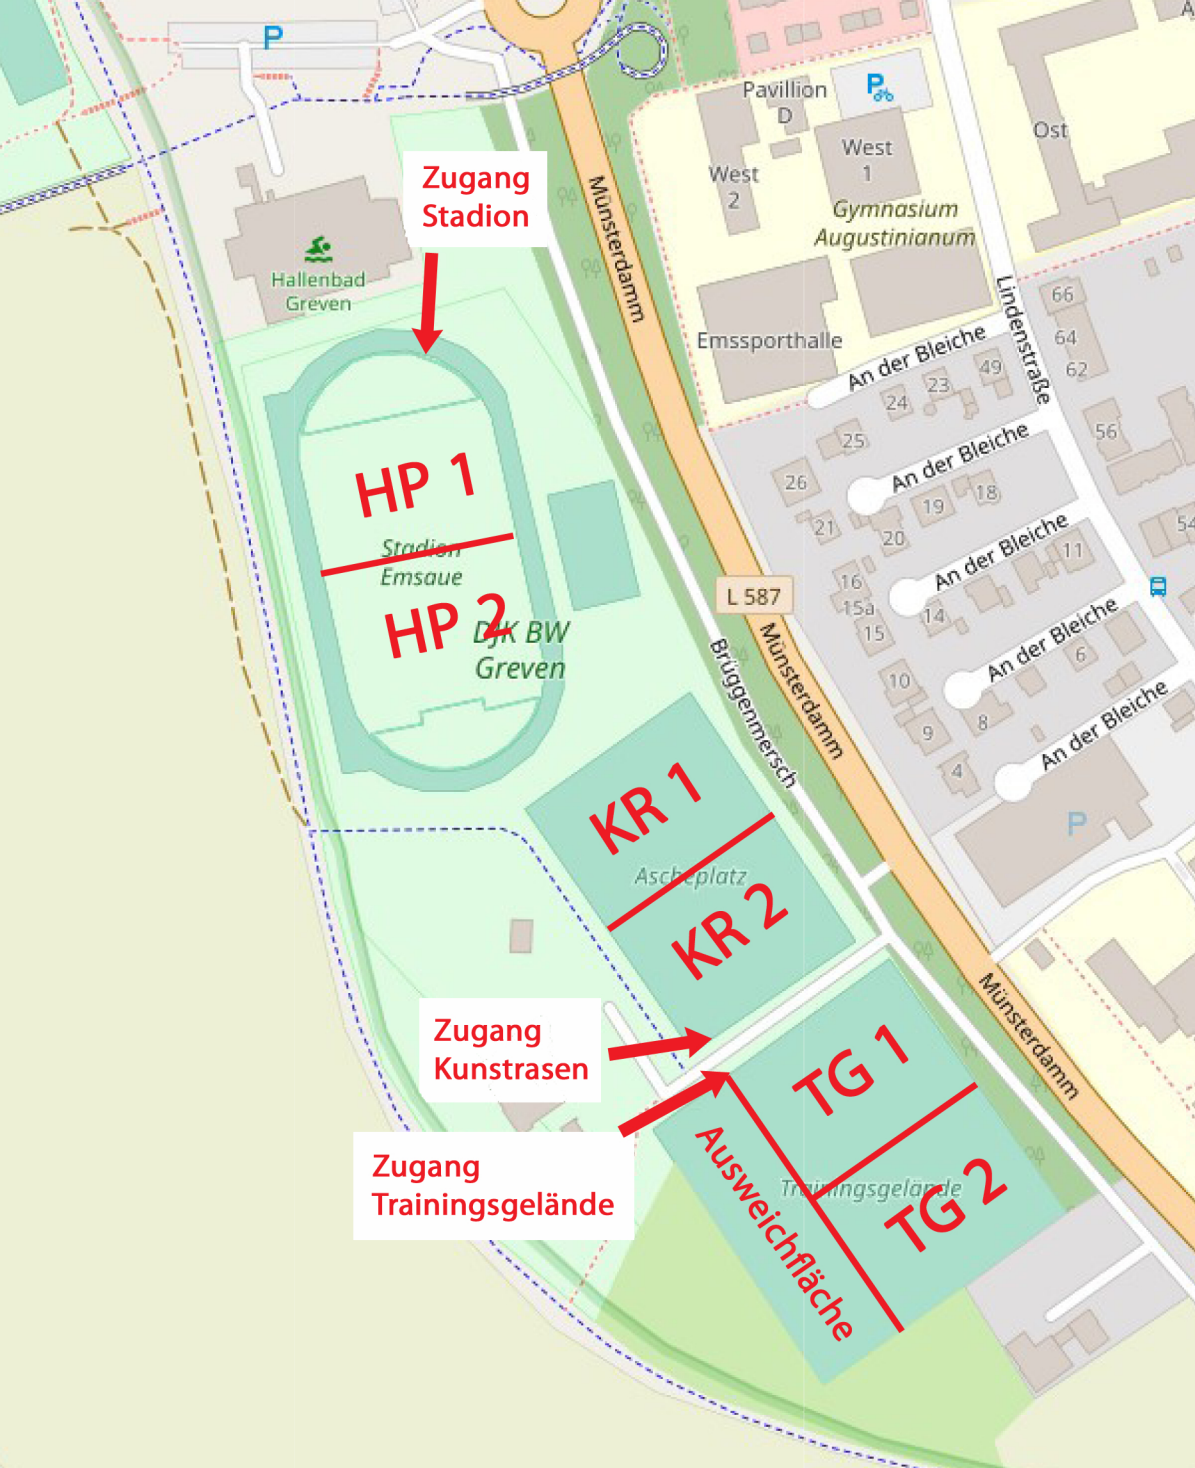 P
Pavillion
D
West
1
West
2
Ost
Gymnasium
Augustinianum
Zugang
Stadion
Münsterdamm
Hallenbad
Greven
Emssporthalle
Lindenstraße
66
64
62
An der Bleiche
49
23
24
25
56
An der Bleiche
26
18
19
21
20
54
An der Bleiche
11
16
15a
14
15
HP 1
Stadion
Emsaue
HP 2
DJK BW
Greven
L 587
Münsterdamm
Brüggenmersch
An der Bleiche
6
10
8
9
An der Bleiche
4
P
KR 1
Ascheplatz
KR 2
Münsterdamm
Zugang
Kunstrasen
TG 1
Zugang
Trainingsgelände
Ausweichfläche
Trainingsgelände
TG 2